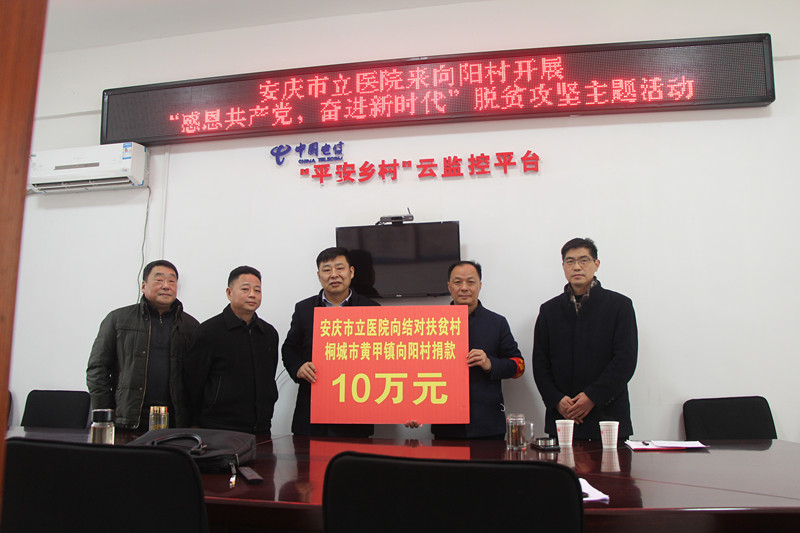 安庆市立医院来向阳村开展
“感恩共产党，奋进新时代”脱贫攻坚主题活动
中国电信
CHINA TELECOM
"平安乡村"云监控平台
安庆市立医院向结对扶贫村
桐城市黄甲镇向阳村捐款
10万元